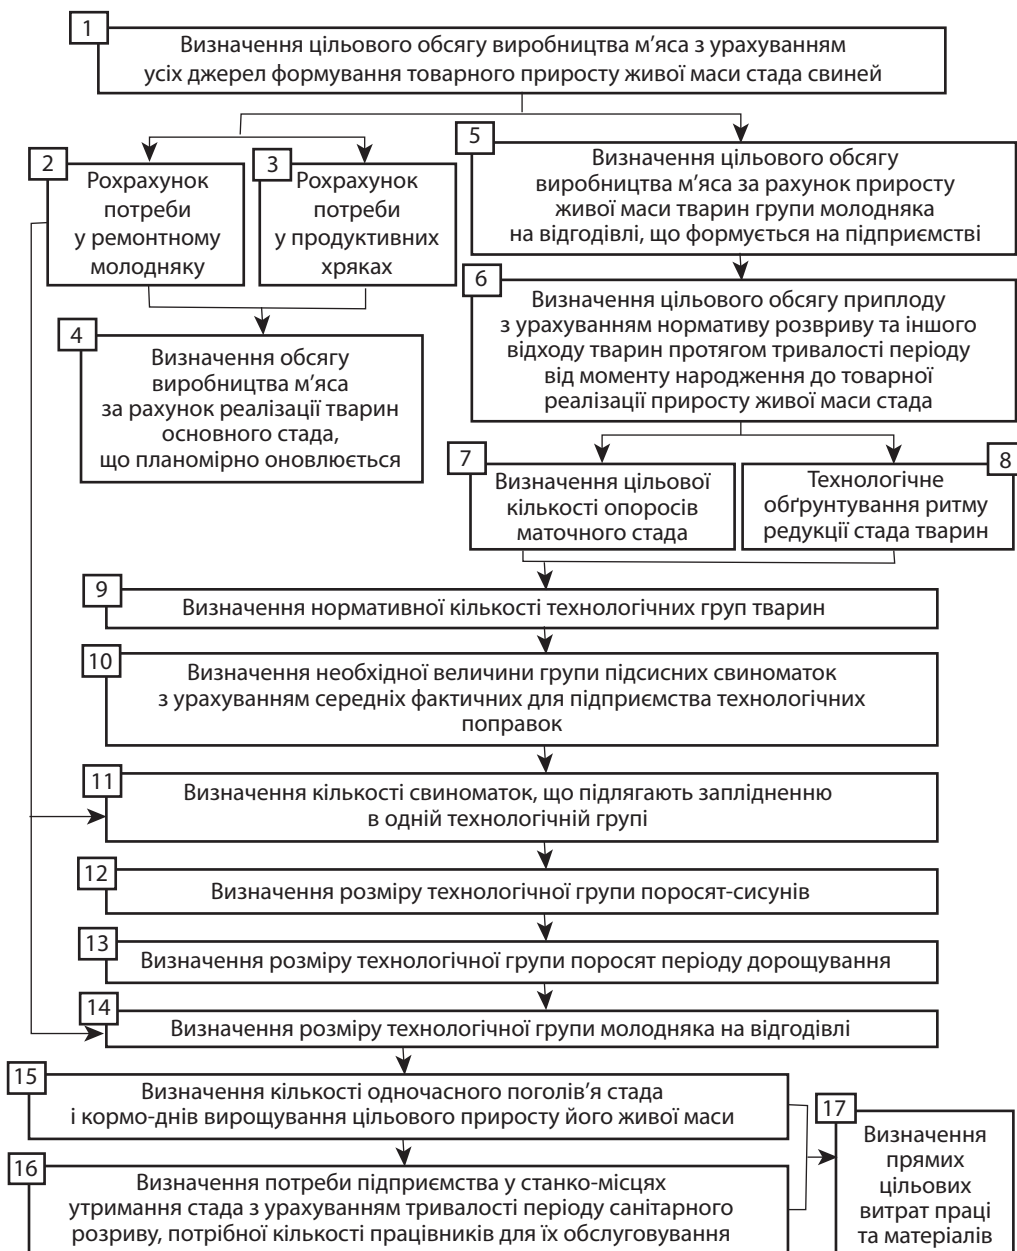 1
Визначення цільового обсягу виробництва м’яса з урахуванням
усіх джерел формування товарного приросту живої маси стада свиней
2
Рохрахунок
потреби
у ремонтному
молодняку
3
Рохрахунок
потреби
у продуктивних
хряках
4
Визначення обсягу
виробництва м’яса
за рахунок реалізації тварин
основного стада,
що планомірно оновлюється
5
Визначення цільового обсягу
виробництва м’яса за рахунок приросту
живої маси тварин групи молодняка
на відгодівлі, що формується на підприємстві
6
Визначення цільового обсягу приплоду
з урахуванням нормативу розвриву та іншого
відходу тварин протягом тривалості періоду
від моменту народження до товарної
реалізації приросту живої маси стада
7
Визначення цільової
кількості опоросів
маточного стада
8
Технологічне
обґрунтування ритму
редукції стада тварин
9
Визначення нормативної кількості технологічних груп тварин
10
Визначення необхідної величини групи підсисних свиноматок
з урахуванням середніх фактичних для підприємства технологічних
поправок
11
Визначення кількості свиноматок, що підлягають заплідненню
в одній технологічній групі
12
Визначення розміру технологічної групи поросят-сисунів
13
Визначення розміру технологічної групи поросят періоду дорощування
14
Визначення розміру технологічної групи молодняка на відгодівлі
15
Визначення кількості одночасного поголів’я стада
і кормо-днів вирощування цільового приросту його живої маси
16
Визначення потреби підприємства у станко-місцях
утримання стада з урахуванням тривалості періоду санітарного
розриву, потрібної кількості працівників для їх обслуговування
17
Визначення
прямих
цільових
витрат праці
та матеріалів